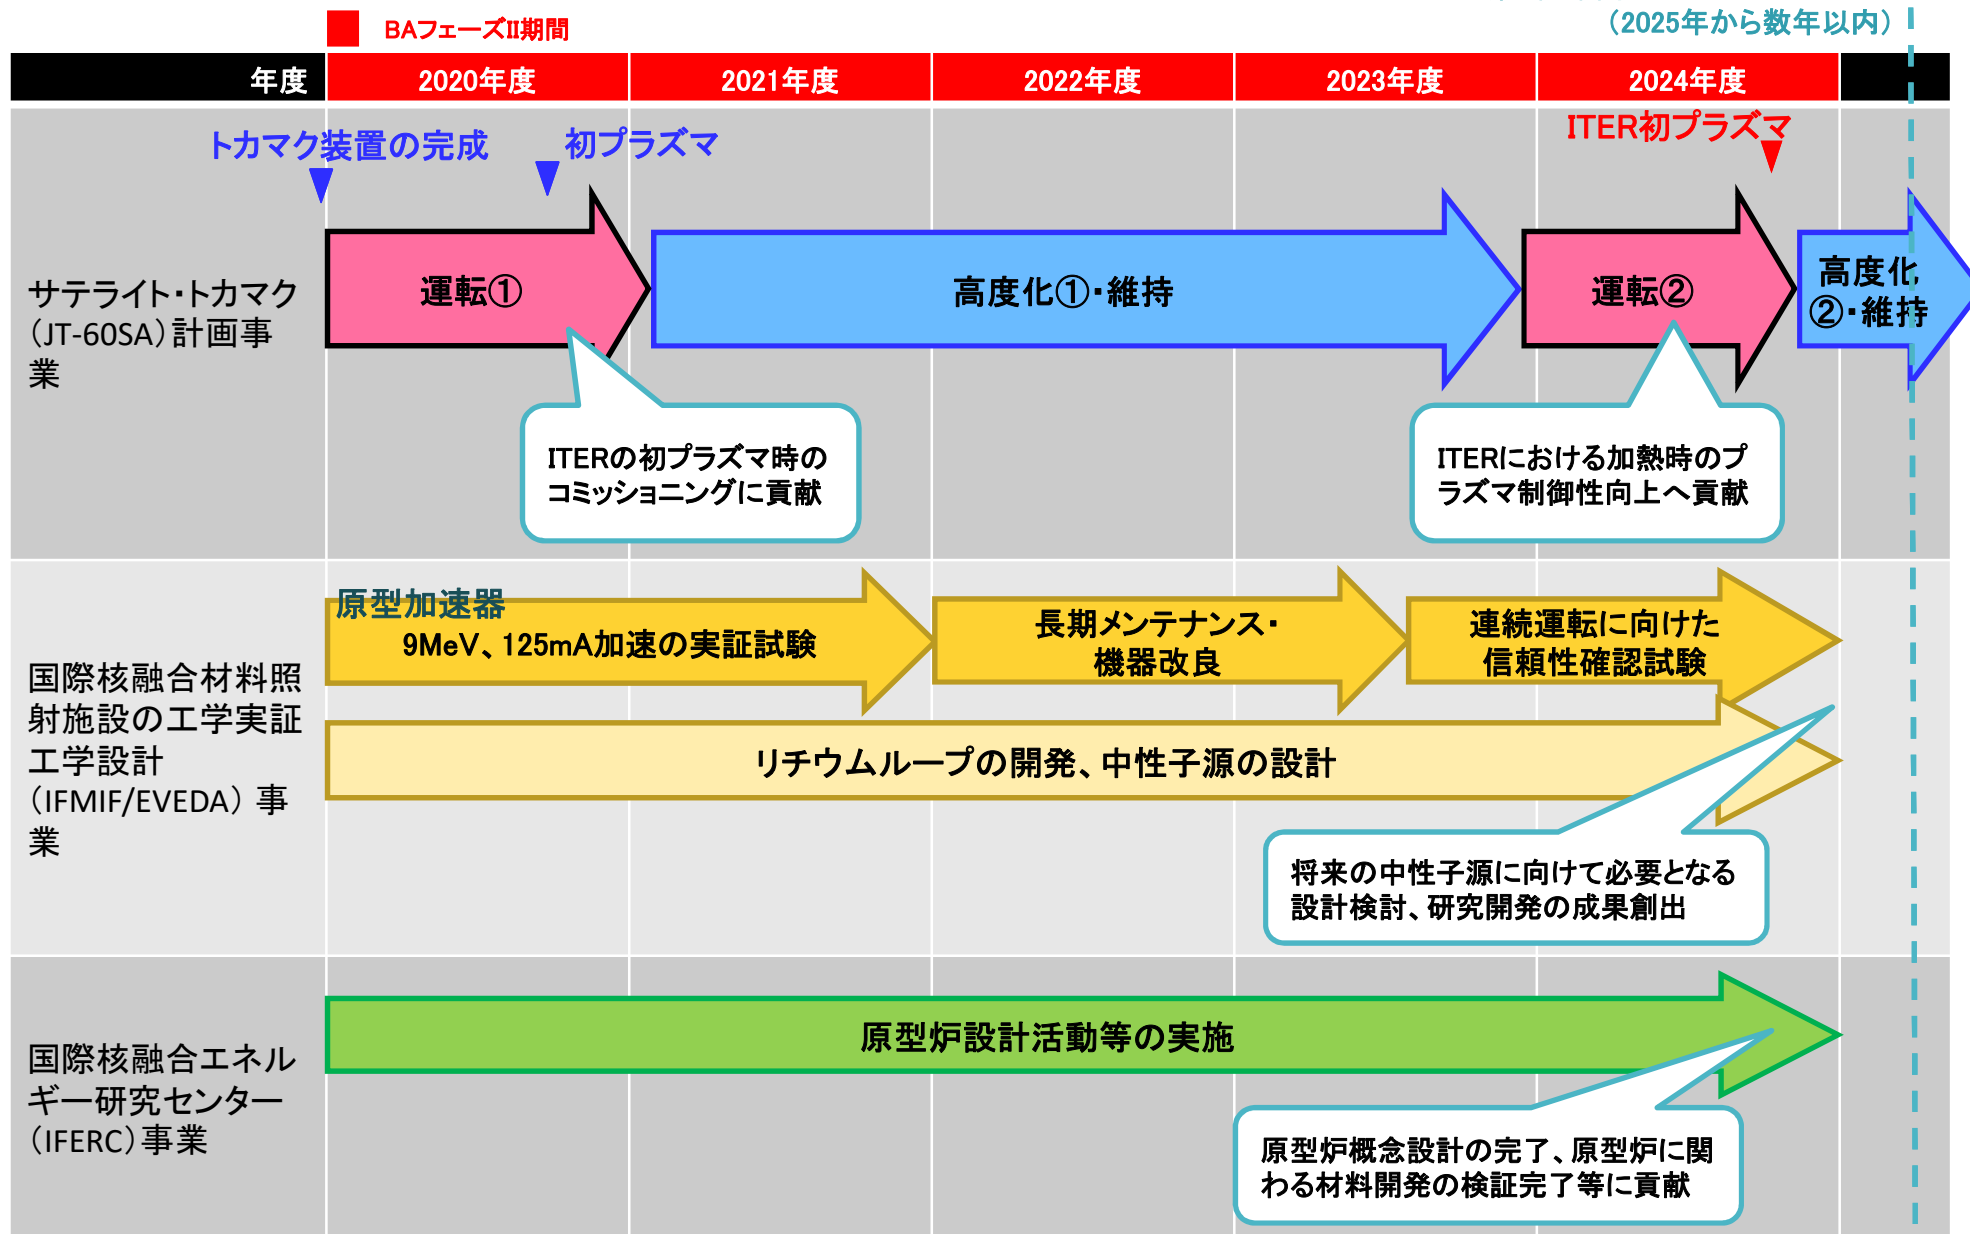 （2025年から数年以内）
BAフェーズII期間
年度
2020年度
2021年度
2022年度
2023年度
2024年度
トカマク装置の完成
初プラズマ
ITER初プラズマ
サテライト・トカマク
（JT-60SA）計画事
業
運転①
高度化①・維持
運転②
高度化
②・維持
ITERの初プラズマ時の
コミッショニングに貢献
ITERにおける加熱時のプ
ラズマ制御性向上へ貢献
国際核融合材料照
射施設の工学実証
工学設計
（IFMIF/EVEDA） 事
業
原型加速器
9MeV、125mA加速の実証試験
長期メンテナンス・
機器改良
連続運転に向けた
信頼性確認試験
リチウムループの開発、中性子源の設計
将来の中性子源に向けて必要となる
設計検討、研究開発の成果創出
国際核融合エネル
ギー研究センター
（IFERC）事業
原型炉設計活動等の実施
原型炉概念設計の完了、原型炉に関
わる材料開発の検証完了等に貢献